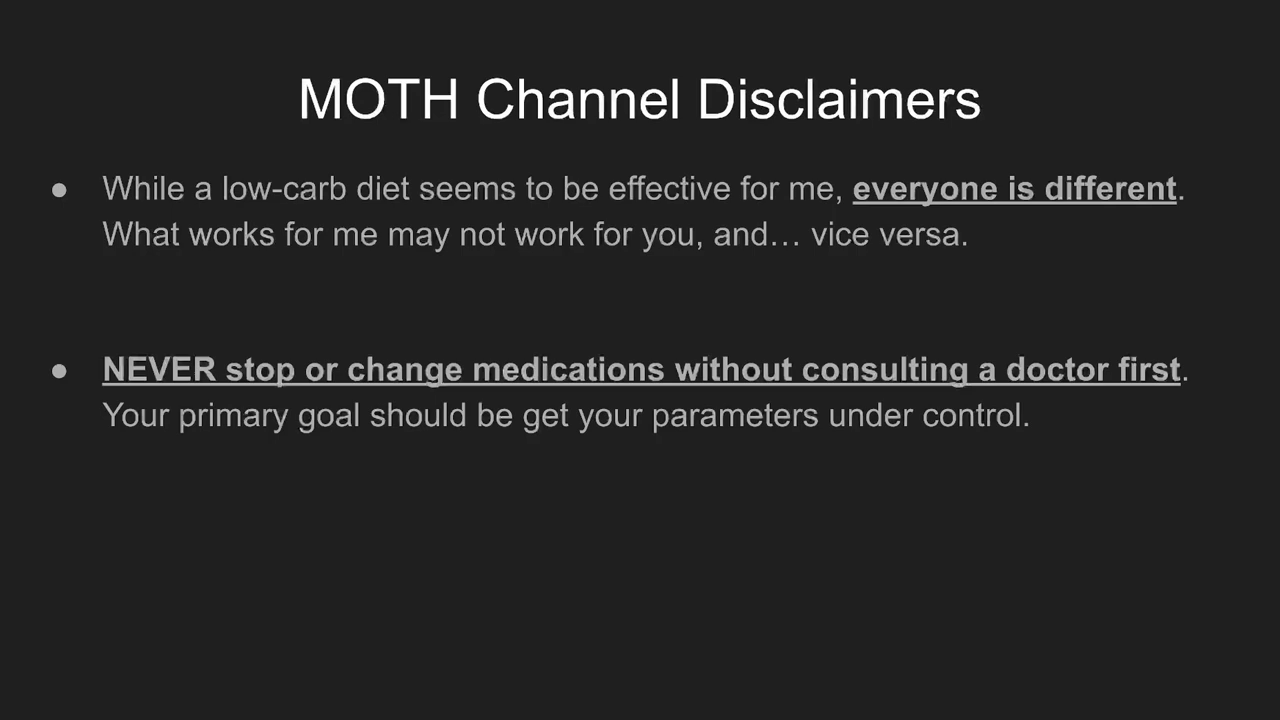 MOTH Channel Disclaimers
● While a low-carb diet seems to be effective for me, everyone is different.
What works for me may not work for you, and… vice versa.
● NEVER stop or change medications without consulting a doctor first.
Your primary goal should be get your parameters under control.